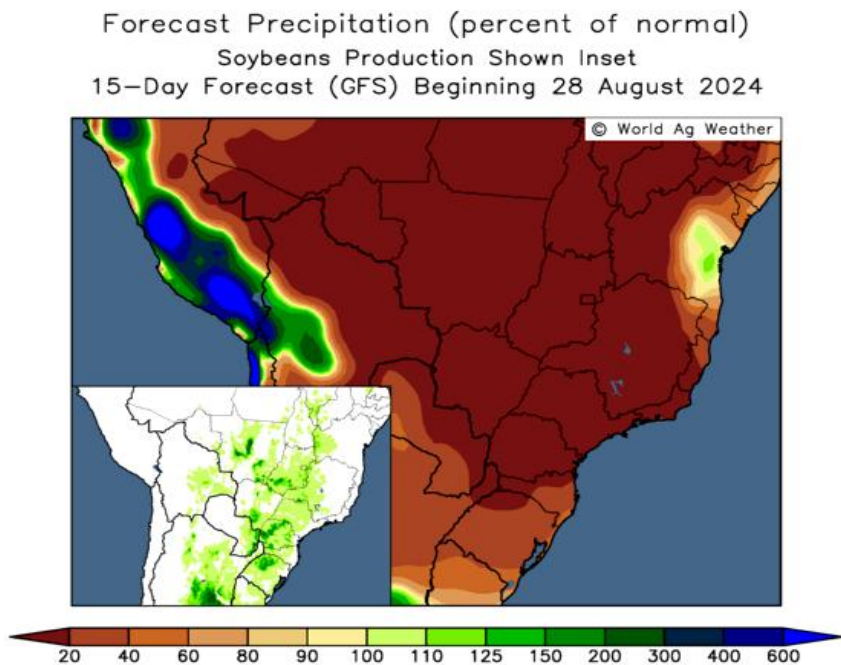 Forecast Precipitation (percent of normal)
Soybeans Production Shown Inset
15-Day Forecast (GFS) Beginning 28 August 2024
© World Ag Weather
20 40 60 80 90 100 110 125 150 200 300 400 600